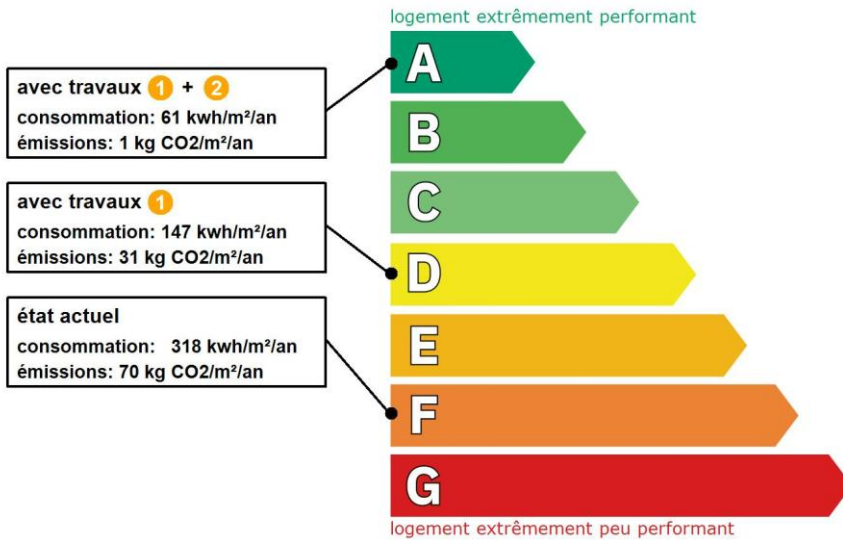 logement extrêmement performant
avec travaux 1 + 2
consommation: 61 kwh/m²/an
émissions: 1 kg CO2/m²/an
avec travaux 1
consommation: 147 kwh/m²/an
émissions: 31 kg CO2/m²/an
état actuel
consommation: 318 kwh/m²/an
émissions: 70 kg CO2/m²/an
A
B
C
D
E
F
G
logement extrêmement peu performant